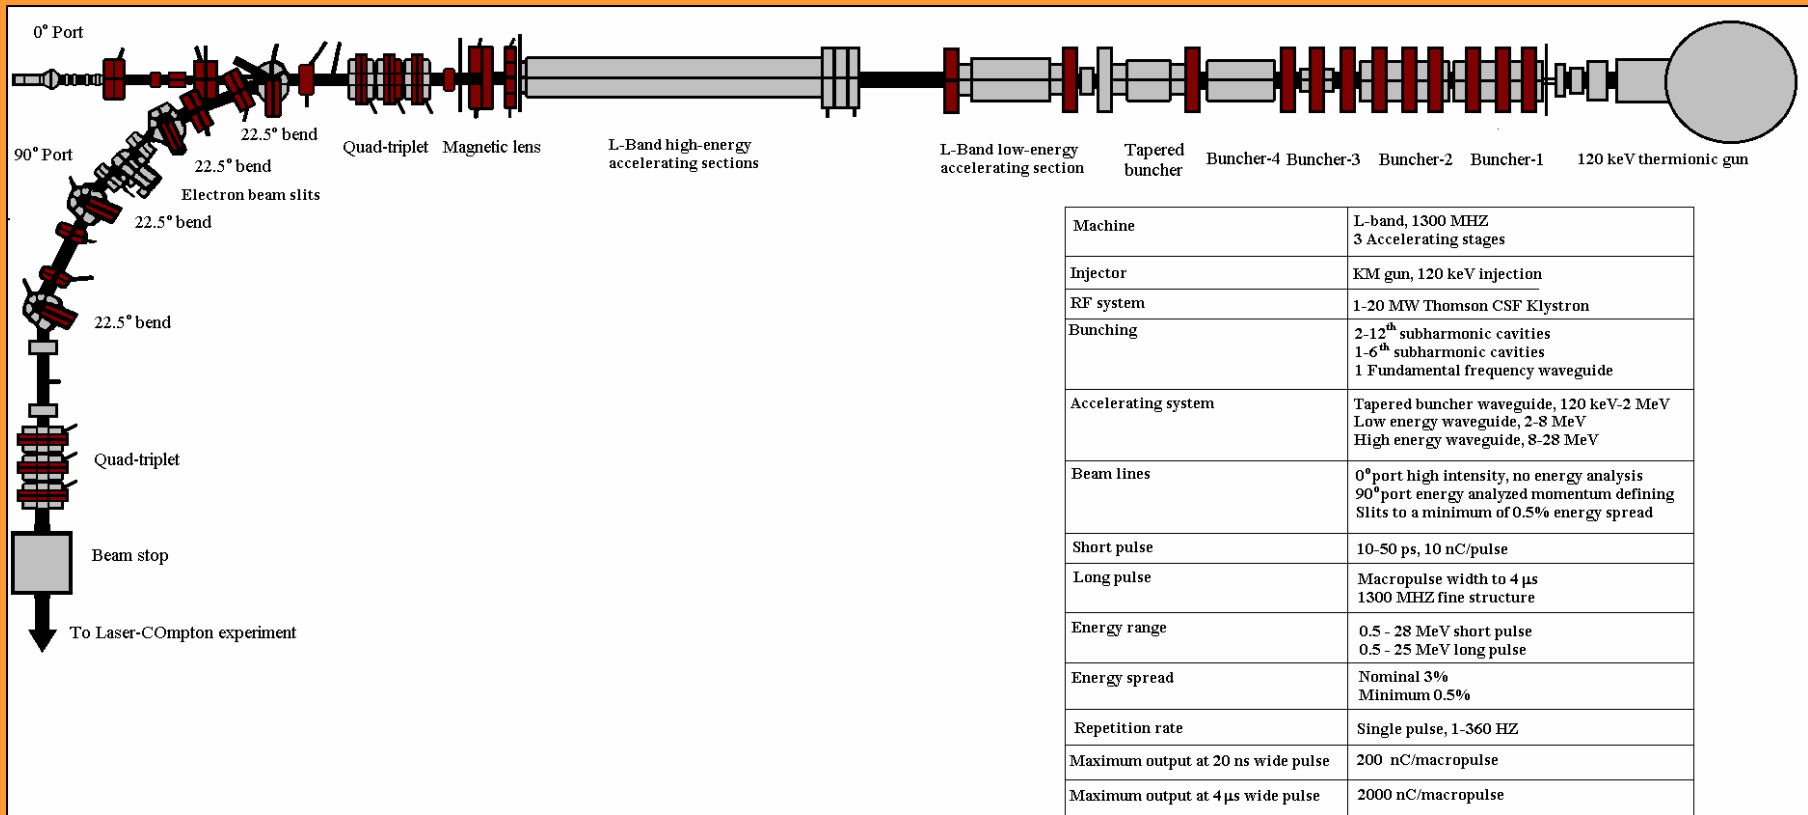 0° Port
90° Port
22.5° bend
22.5° bend
Electron beam slits
22.5° bend
22.5° bend
Quad-triplet
Beam stop
To Laser-COmpton experiment
Quad-triplet
Magnetic lens
L-Band high-energy
accelerating sections
L-Band low-energy
accelerating section
Tapered
buncher
Buncher-4
Buncher-3
Buncher-2
Buncher-1
120 keV thermionic gun
Machine
L-band, 1300 MHZ
3 Accelerating stages
Injector
KM gun, 120 keV injection
RF system
1-20 MW Thomson CSF Klystron
Bunching
2-12th subharmonic cavities
1-6th subharmonic cavities
1 Fundamental frequency waveguide
Accelerating system
Tapered buncher waveguide, 120 keV-2 MeV
Low energy waveguide, 2-8 MeV
High energy waveguide, 8-28 MeV
Beam lines
0° port high intensity, no energy analysis
90° port energy analyzed momentum defining
Slits to a minimum of 0.5% energy spread
Short pulse
10-50 ps, 10 nC/pulse
Long pulse
Macropulse width to 4 μs
1300 MHZ fine structure
Energy range
0.5 - 28 MeV short pulse
0.5 - 25 MeV long pulse
Energy spread
Nominal 3%
Minimum 0.5%
Repetition rate
Single pulse, 1-360 HZ
Maximum output at 20 ns wide pulse
200 nC/macropulse
Maximum output at 4 μs wide pulse
2000 nC/macropulse